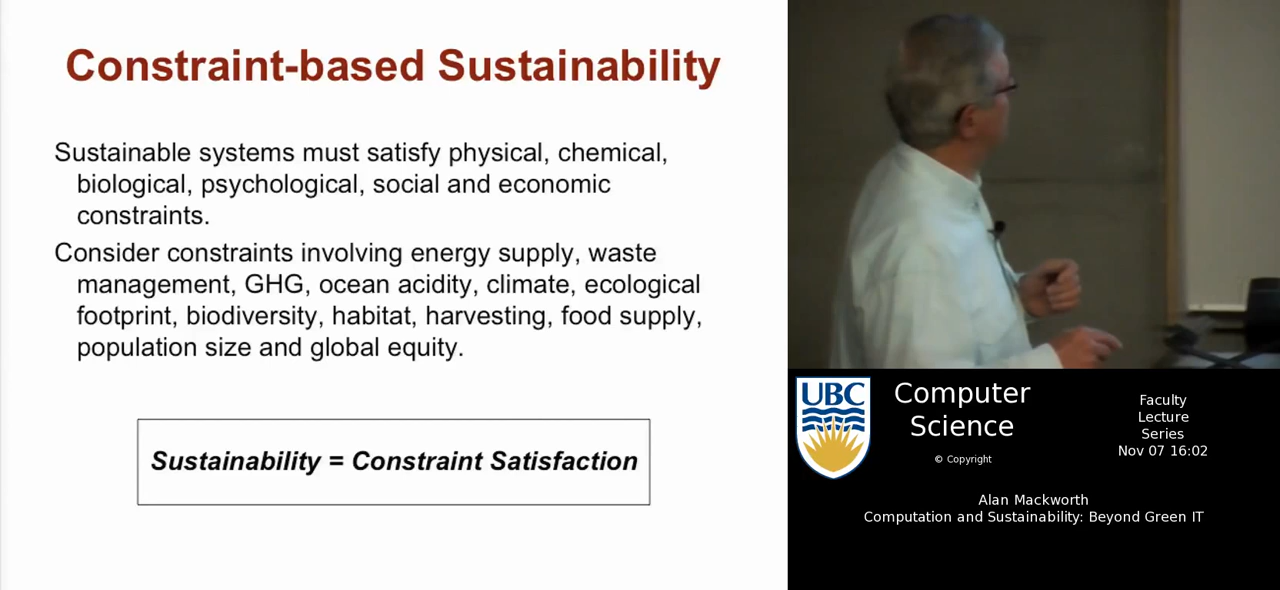 Constraint-based Sustainability
Sustainable systems must satisfy physical, chemical,
biological, psychological, social and economic
constraints.
Consider constraints involving energy supply, waste
management, GHG, ocean acidity, climate, ecological
footprint, biodiversity, habitat, harvesting, food supply,
population size and global equity.
Sustainability = Constraint Satisfaction
UBC
Computer
Science
© Copyright
Faculty
Lecture
Series
Nov 07 16:02
Alan Mackworth
Computation and Sustainability: Beyond Green IT